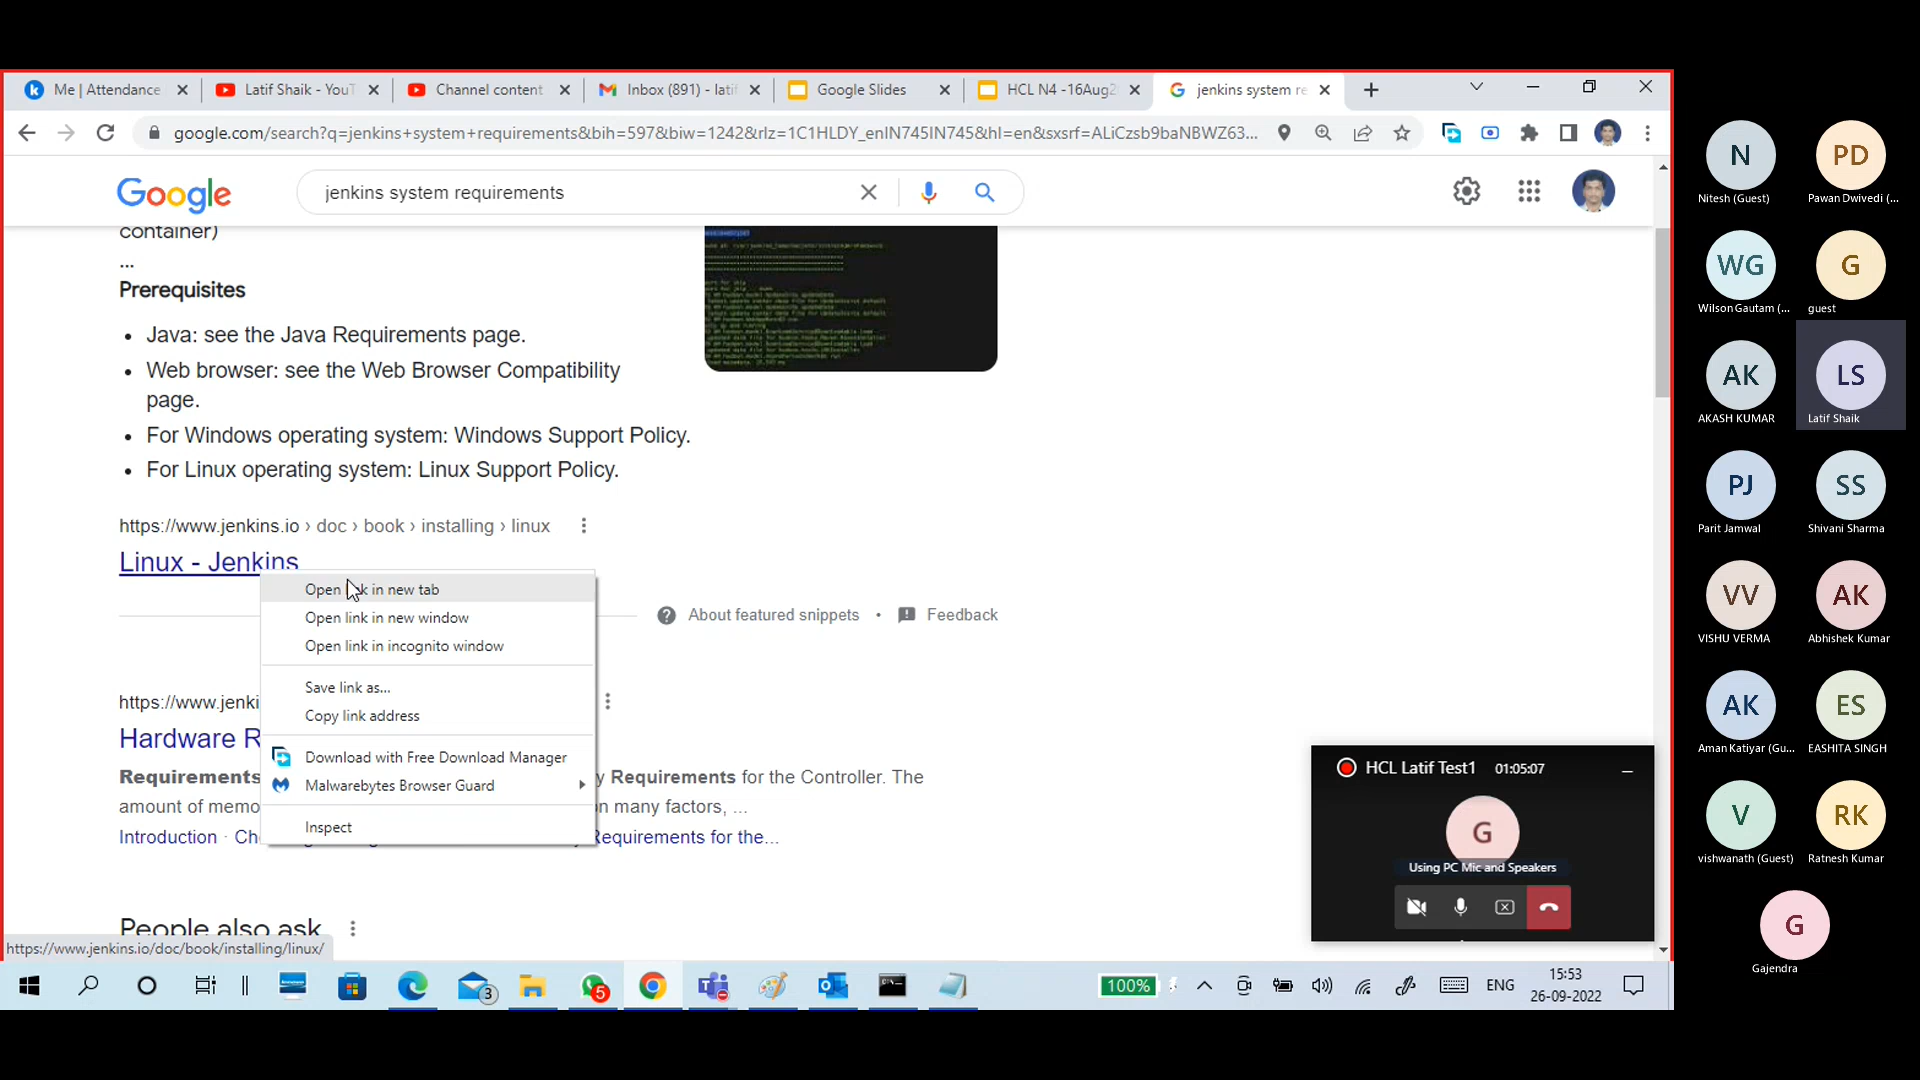 Me | Attendance
Latif Shaik - YouT
Channel content
Inbox (891) - latif
Google Slides
HCL N4 -16Aug2
jenkins system re
google.com/search?q=jenkins+system+requirements&bih=597&biw=1242&rlz=1C1HLDY_enIN745IN745&hl=en&sxsrf=ALiCzsb9baNBWZ63...
Google
jenkins system requirements
container)
...
Prerequisites
• Java: see the Java Requirements page.
• Web browser: see the Web Browser Compatibility
page.
• For Windows operating system: Windows Support Policy.
• For Linux operating system: Linux Support Policy.
https://www.jenkins.io › doc › book › installing › linux
Linux - Jenkins
Open link in new tab
Open link in new window
Open link in incognito window
Save link as...
Copy link address
Download with Free Download Manager
Malwarebytes Browser Guard
Inspect
About featured snippets • Feedback
https://www.jenki
Hardware R
Requirements
y Requirements for the Controller. The
amount of memo
on many factors, ...
Introduction · Ch
Requirements for the...
People also ask
https://www.jenkins.io/doc/book/installing/linux/
HCL Latif Test1 01:05:07
G
Using PC Mic and Speakers
3
5
100%
ENG
15:53
26-09-2022
N
Nitesh (Guest)
PD
Pawan Dwivedi (...
WG
Wilson Gautam (...
G
guest
AK
AKASH KUMAR
LS
Latif Shaik
PJ
Parit Jamwal
SS
Shivani Sharma
VV
VISHU VERMA
AK
Abhishek Kumar
AK
Aman Katiyar (Gu...
ES
EASHITA SINGH
V
vishwanath (Guest)
RK
Ratnesh Kumar
G
Gajendra